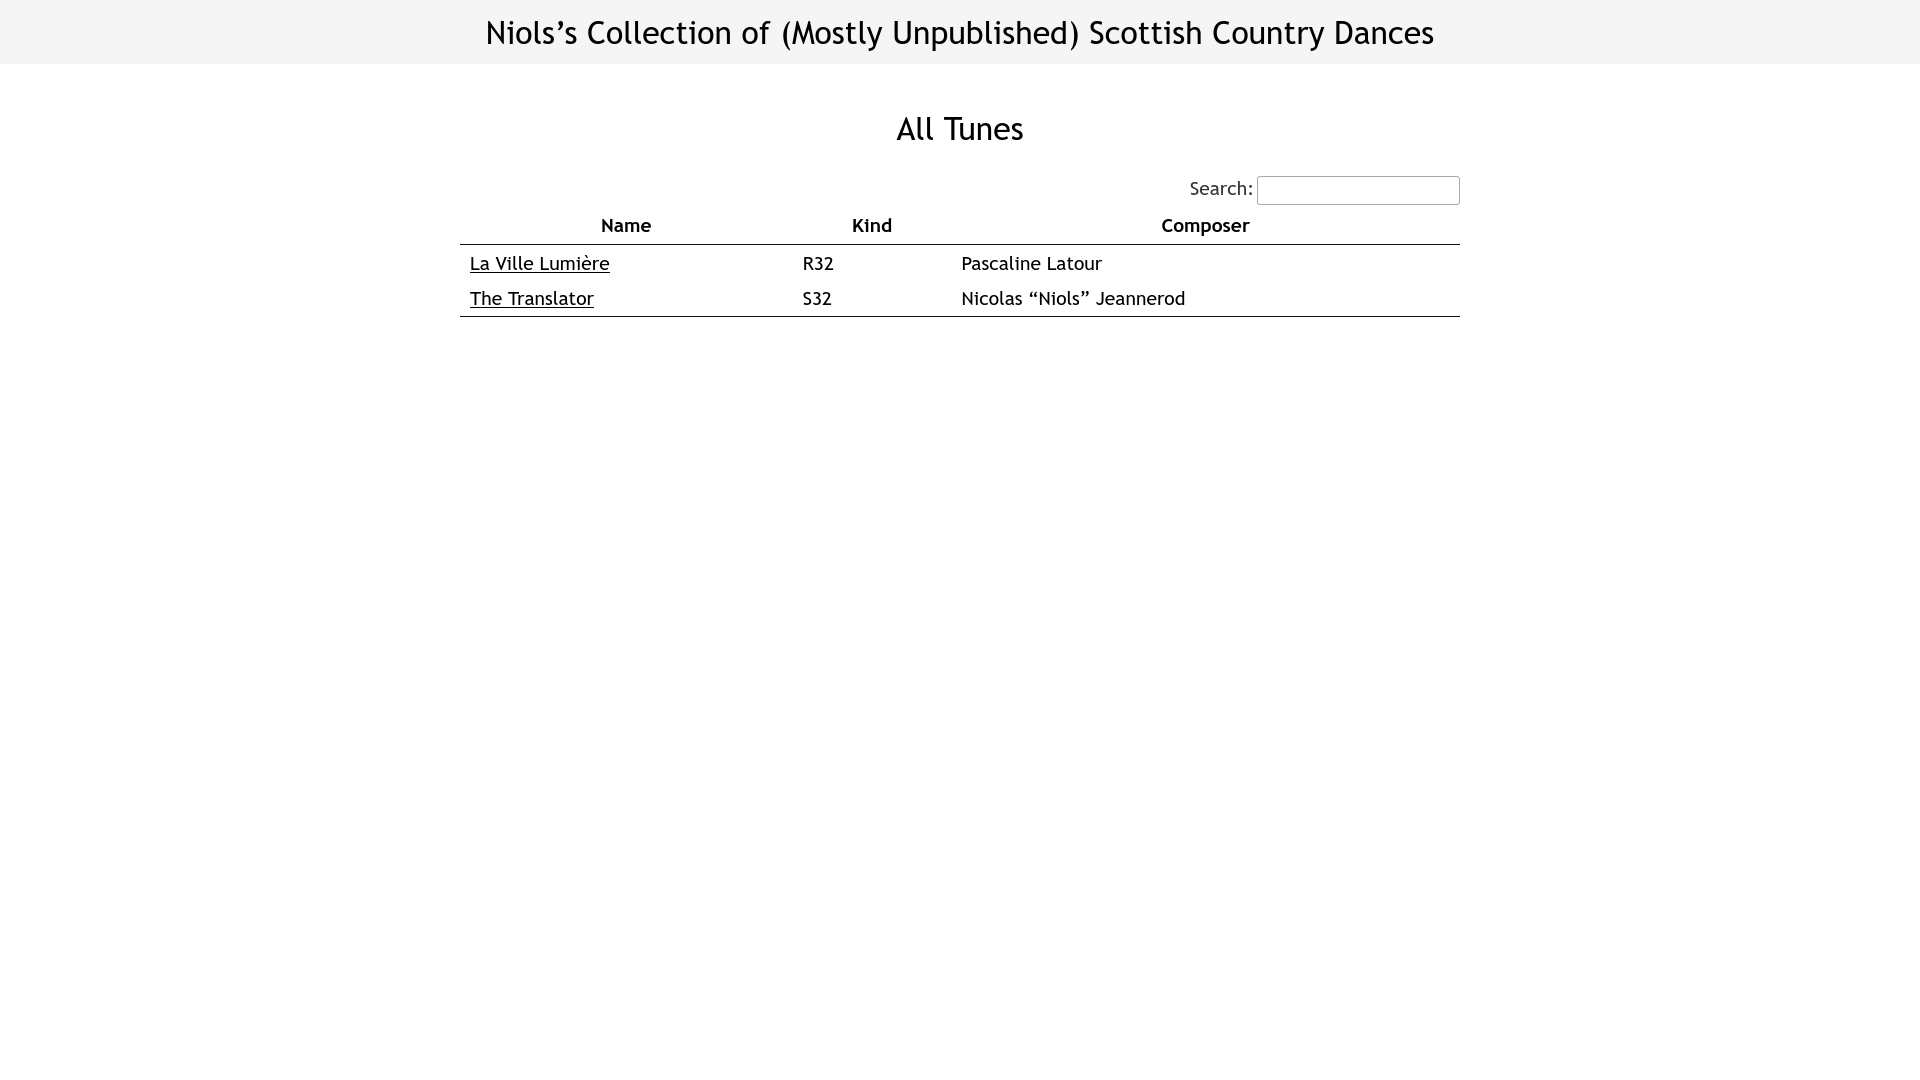 Niols’s Collection of (Mostly Unpublished) Scottish Country Dances
All Tunes
Search:
Name Kind Composer
La Ville Lumière R32 Pascaline Latour
The Translator S32 Nicolas “Niols” Jeannerod